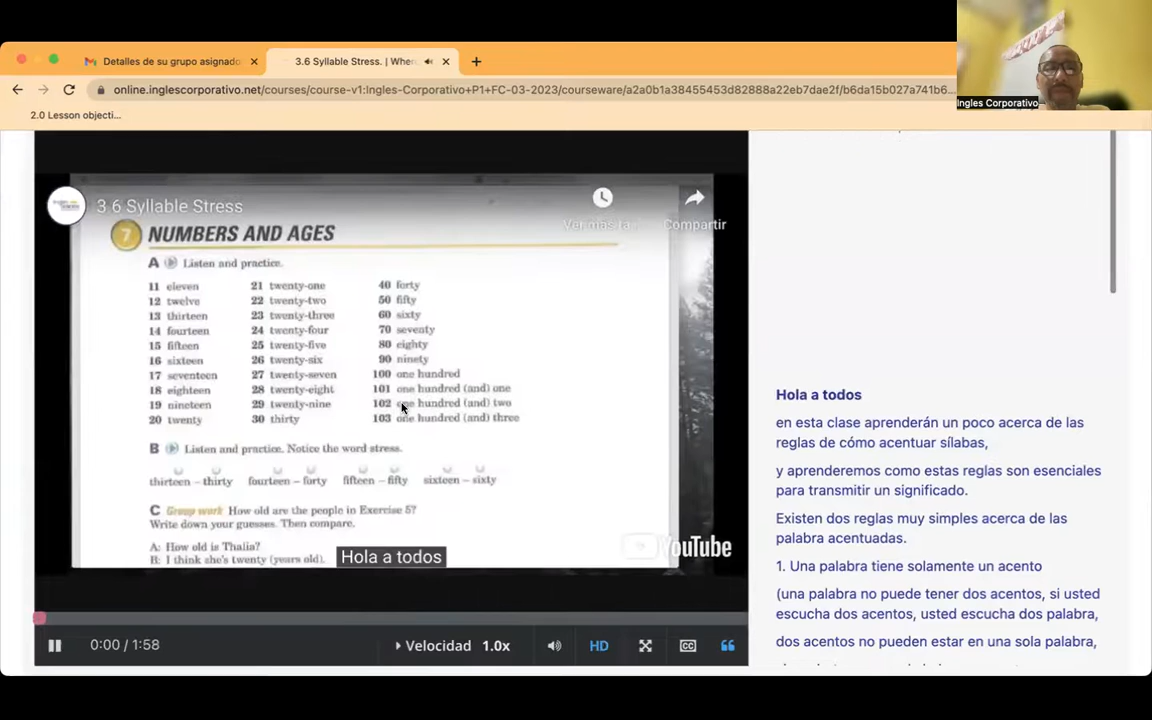 Detalles de su grupo asignado
3.6 Syllable Stress. | When
online.inglescorporativo.net/courses/course-v1:Ingles-Corporativo+P1+FC-03-2023/courseware/a2a0b1a38455453d82888a22eb7dae2f/b6da15b027a741b6...
Ingles Corporativo
2.0 Lesson objecti...
3.6 Syllable Stress
Ver más ta...
Compartir
7 NUMBERS AND AGES
A Listen and practice.
11 eleven 21 twenty-one 40 forty
12 twelve 22 twenty-two 50 fifty
13 thirteen 23 twenty-three 60 sixty
14 fourteen 24 twenty-four 70 seventy
15 fifteen 25 twenty-five 80 eighty
16 sixteen 26 twenty-six 90 ninety
17 seventeen 27 twenty-seven 100 one hundred
18 eighteen 28 twenty-eight 101 one hundred (and) one
19 nineteen 29 twenty-nine 102 one hundred (and) two
20 twenty 30 thirty 103 one hundred (and) three
B Listen and practice. Notice the word stress.
thirteen – thirty fourteen – forty fifteen – fifty sixteen – sixty
C Group work How old are the people in Exercise 5?
Write down your guesses. Then compare.
A: How old is Thalia?
B: I think she's twenty (years old).
Hola a todos
YouTube
0:00 / 1:58
Velocidad 1.0x
HD
CC
Hola a todos
en esta clase aprenderán un poco acerca de las
reglas de cómo acentuar sílabas,
y aprenderemos como estas reglas son esenciales
para transmitir un significado.
Existen dos reglas muy simples acerca de las
palabra acentuadas.
1. Una palabra tiene solamente un acento
(una palabra no puede tener dos acentos, si usted
escucha dos acentos, usted escucha dos palabra,
dos acentos no pueden estar en una sola palabra,